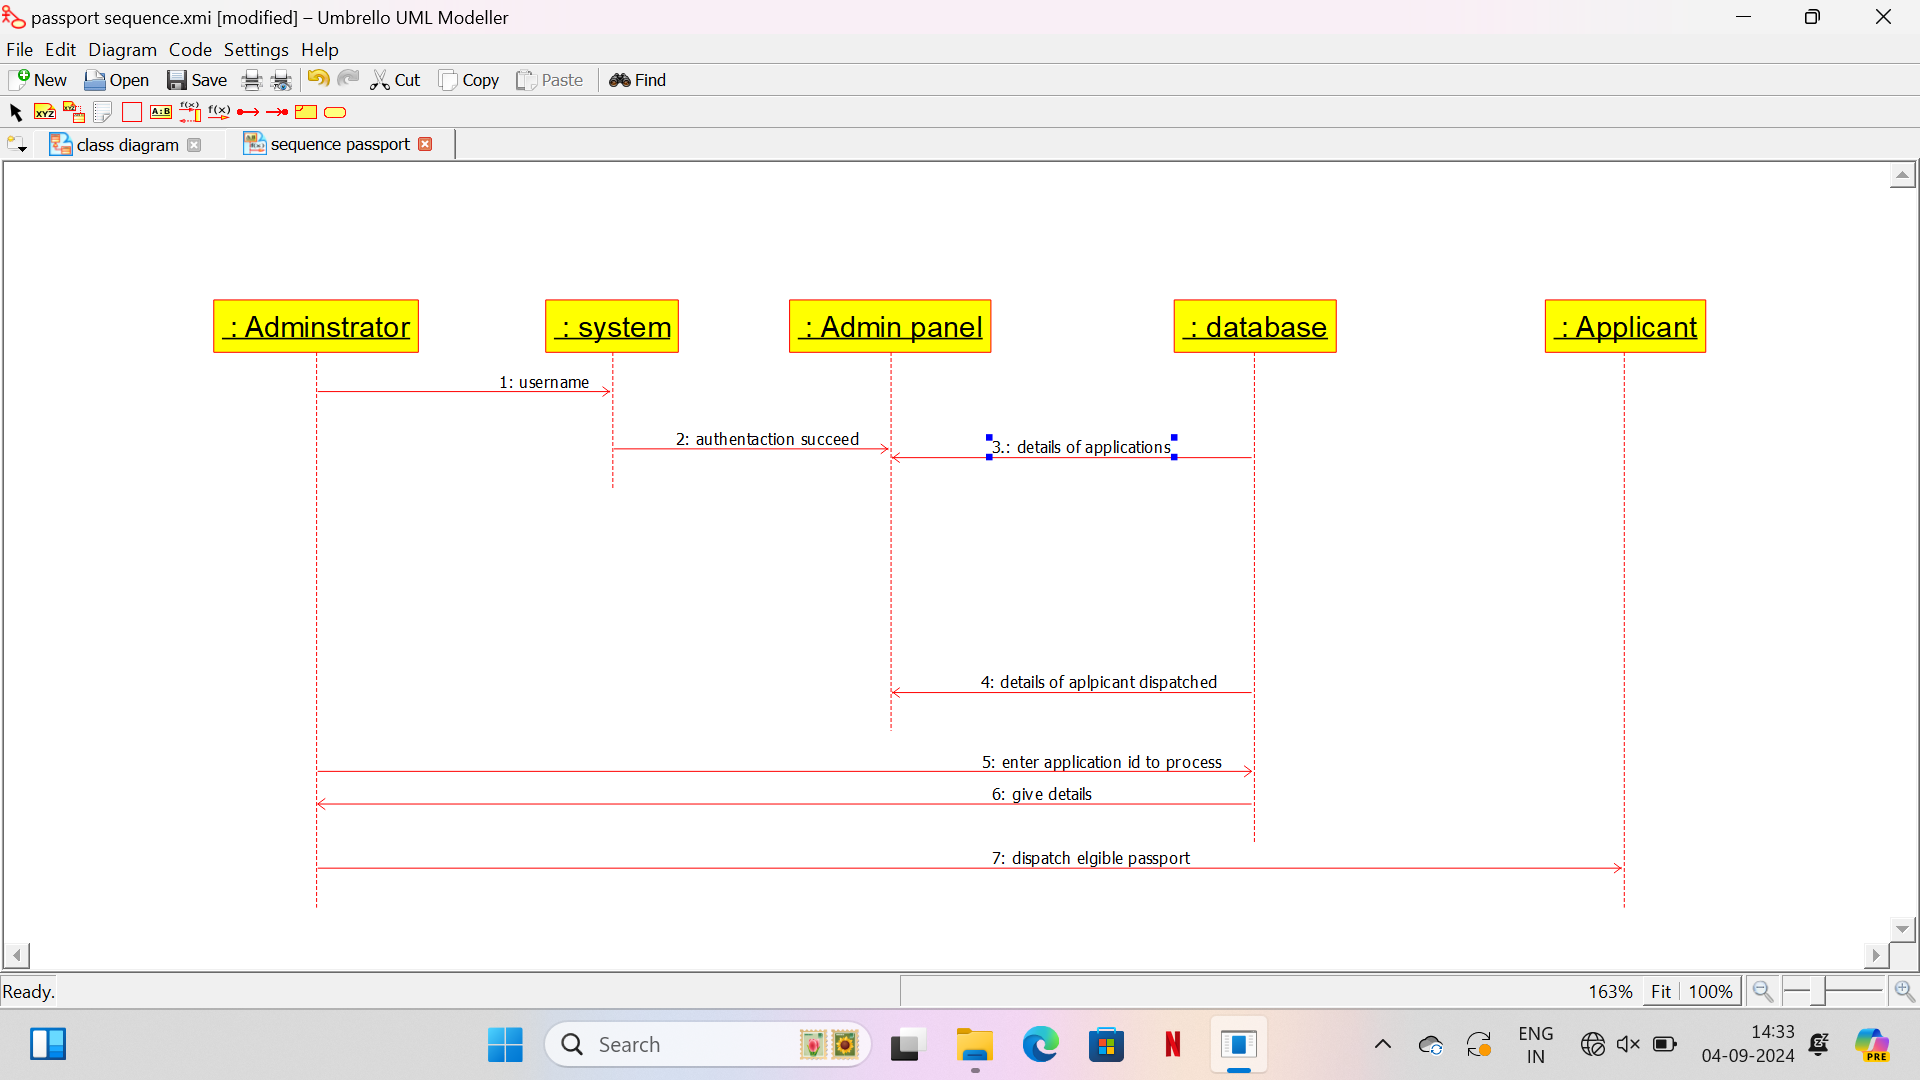 passport sequence.xmi [modified] – Umbrello UML Modeller
File Edit Diagram Code Settings Help
New Open Save Cut Copy Paste Find
XYZ XYZ A:B f(x) f(x)
class diagram sequence passport
: Adminstrator : system : Admin panel : database : Applicant
1: username
2: authentaction succeed
3.: details of applications
4: details of aplpicant dispatched
5: enter application id to process
6: give details
7: dispatch elgible passport
Ready. 163% Fit 100%
Search N ENG 14:33
IN 04-09-2024 PRE